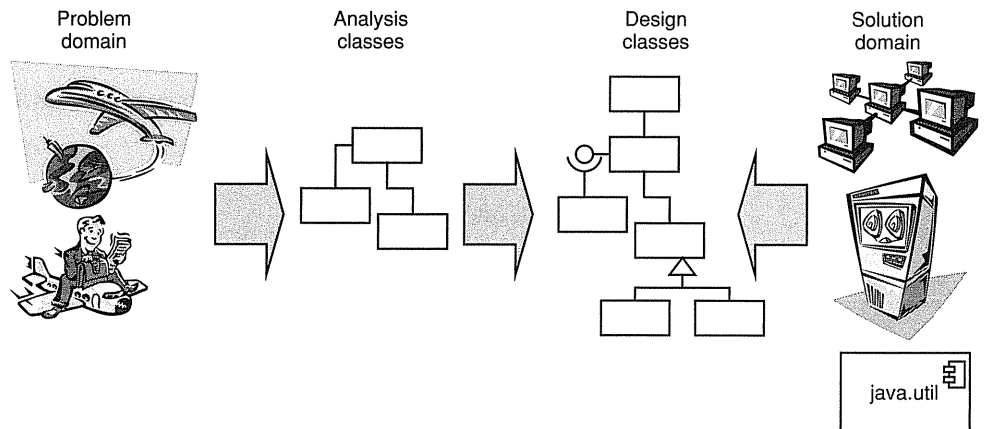 Problem
domain
Analysis
classes
Design
classes
Solution
domain
java.util